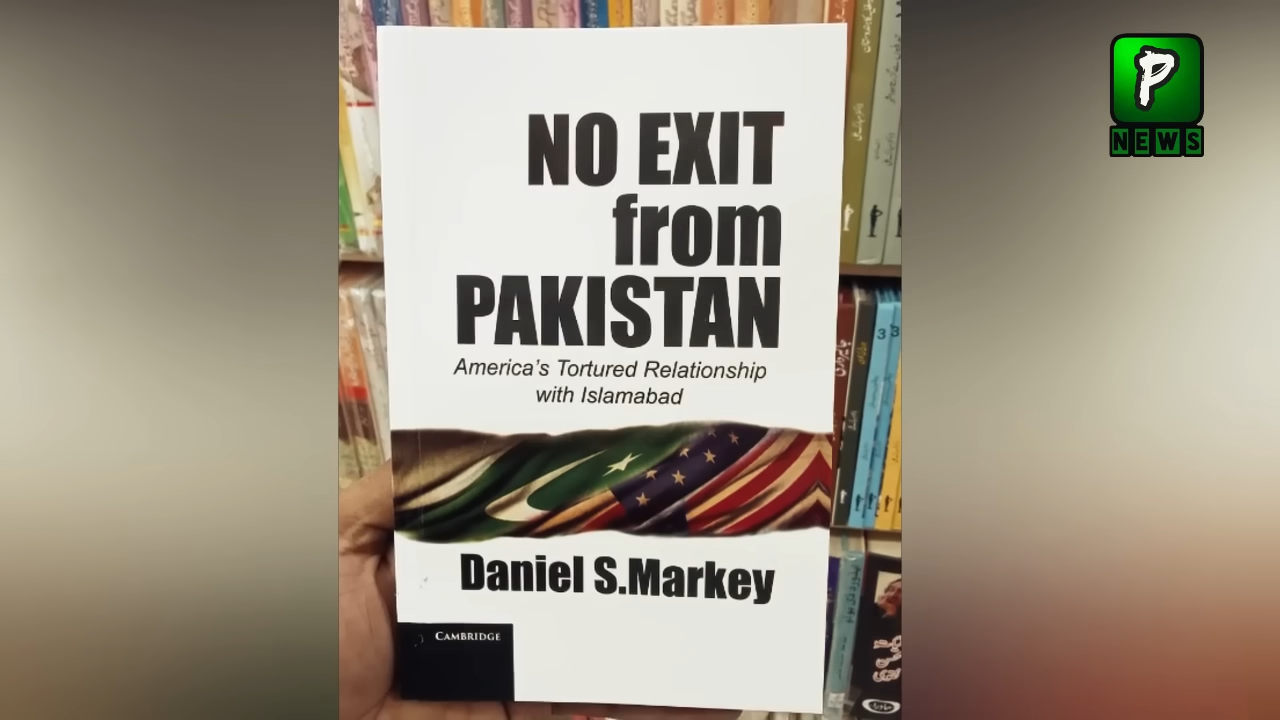 NO EXIT
from
PAKISTAN
America's Tortured Relationship
with Islamabad
Daniel S.Markey
CAMBRIDGE
P
NEWS